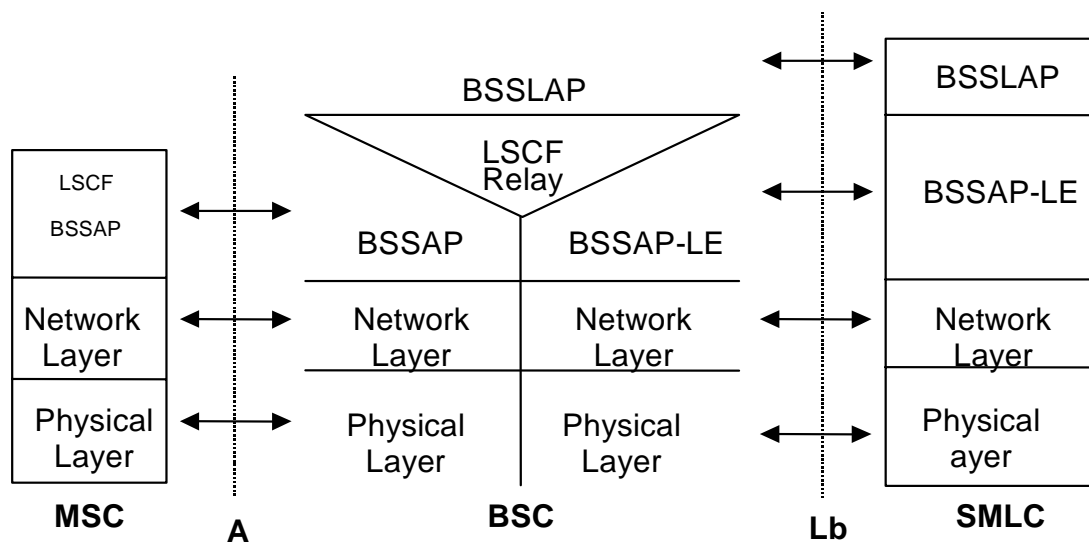 BSSLAP
LSCF
Relay
BSSAP
BSSAP-LE
Network
Layer
Network
Layer
Physical
Layer
Physical
Layer
BSC
LSCF
BSSAP
Network
Layer
Physical
Layer
MSC
A
BSSLAP
BSSAP-LE
Network
Layer
Physical
ayer
SMLC
Lb